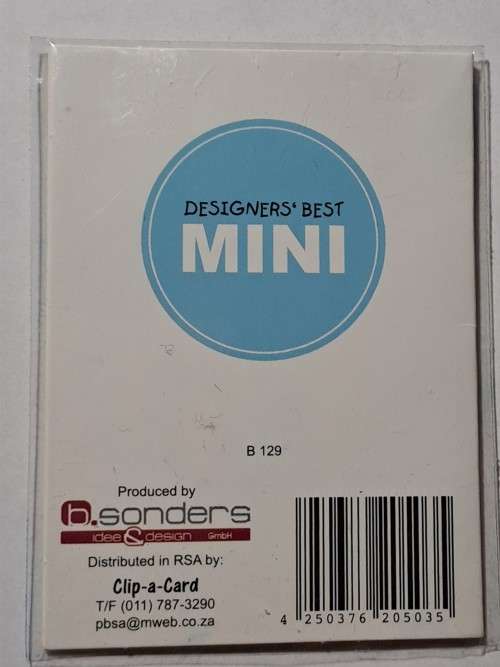 DESIGNERS‘ BEST
MINI
B 129
Produced by
b.sonders
idee & design GmbH
Distributed in RSA by:
Clip-a-Card
T/F (011) 787-3290
pbsa@mweb.co.za
4 250376 205035